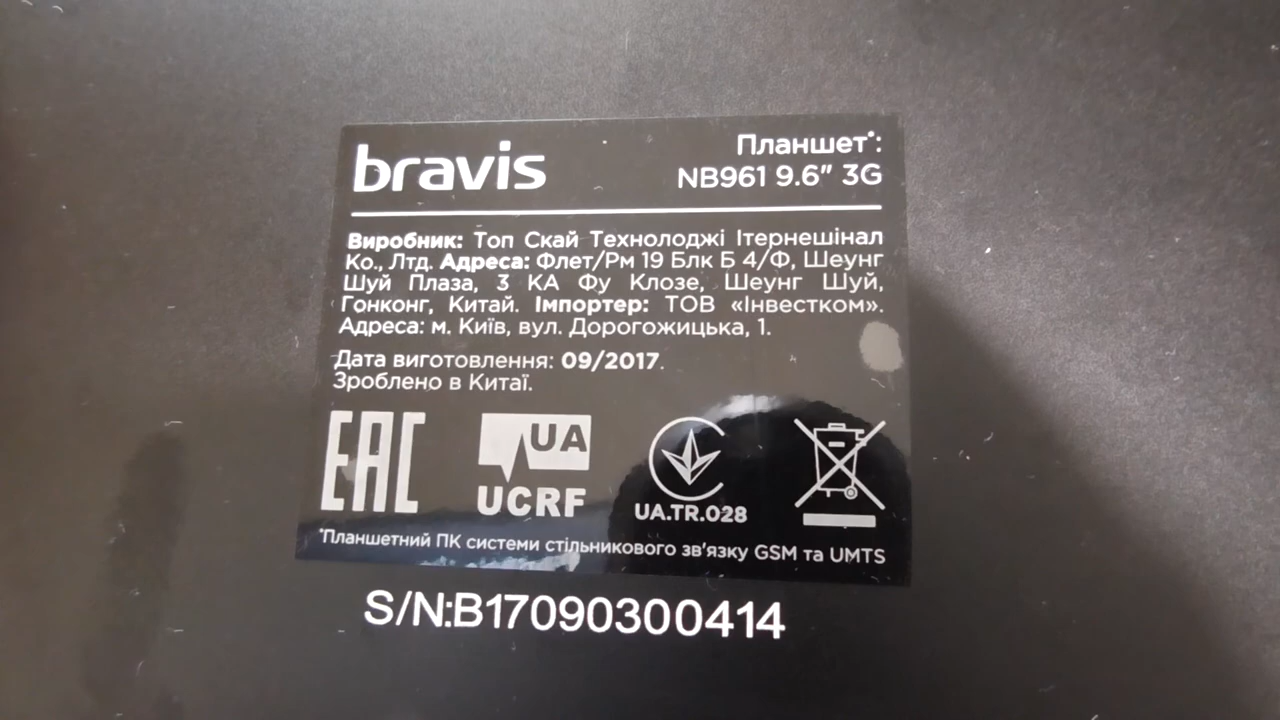 bravis
Планшет*:
NB961 9.6" 3G
Виробник: Топ Скай Технолоджі Ітернешінал
Ко., Лтд. Адреса: Флет/Рм 19 Блк Б 4/Ф, Шеунг
Шуй Плаза, 3 КА Фу Клозе, Шеунг Шуй,
Гонконг, Китай. Імпортер: ТОВ «Інвестком».
Адреса: м. Київ, вул. Дорогожицька, 1.
Дата виготовлення: 09/2017.
Зроблено в Китаї.
EAC
UA
UCRF
UA.TR.028
*Планшетний ПК системи стільникового зв'язку GSM та UMTS
S/N:B17090300414